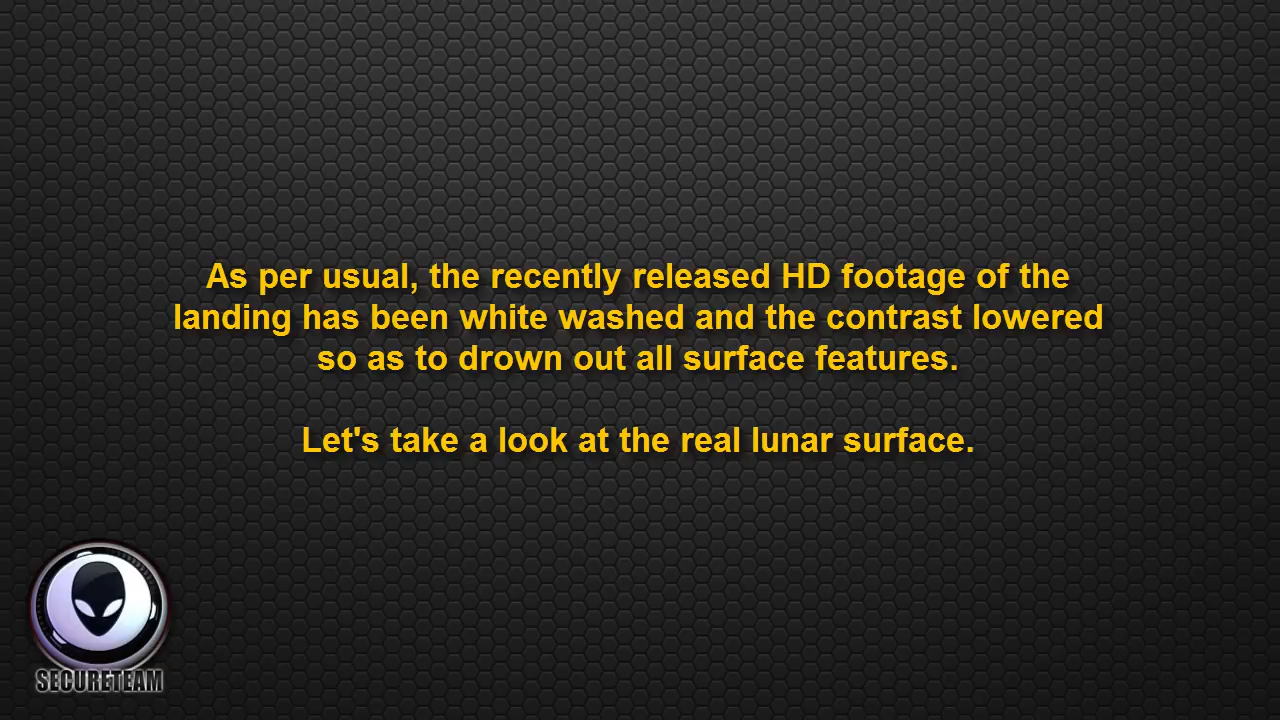 As per usual, the recently released HD footage of the
landing has been white washed and the contrast lowered
so as to drown out all surface features.
Let's take a look at the real lunar surface.
SECURETEAM